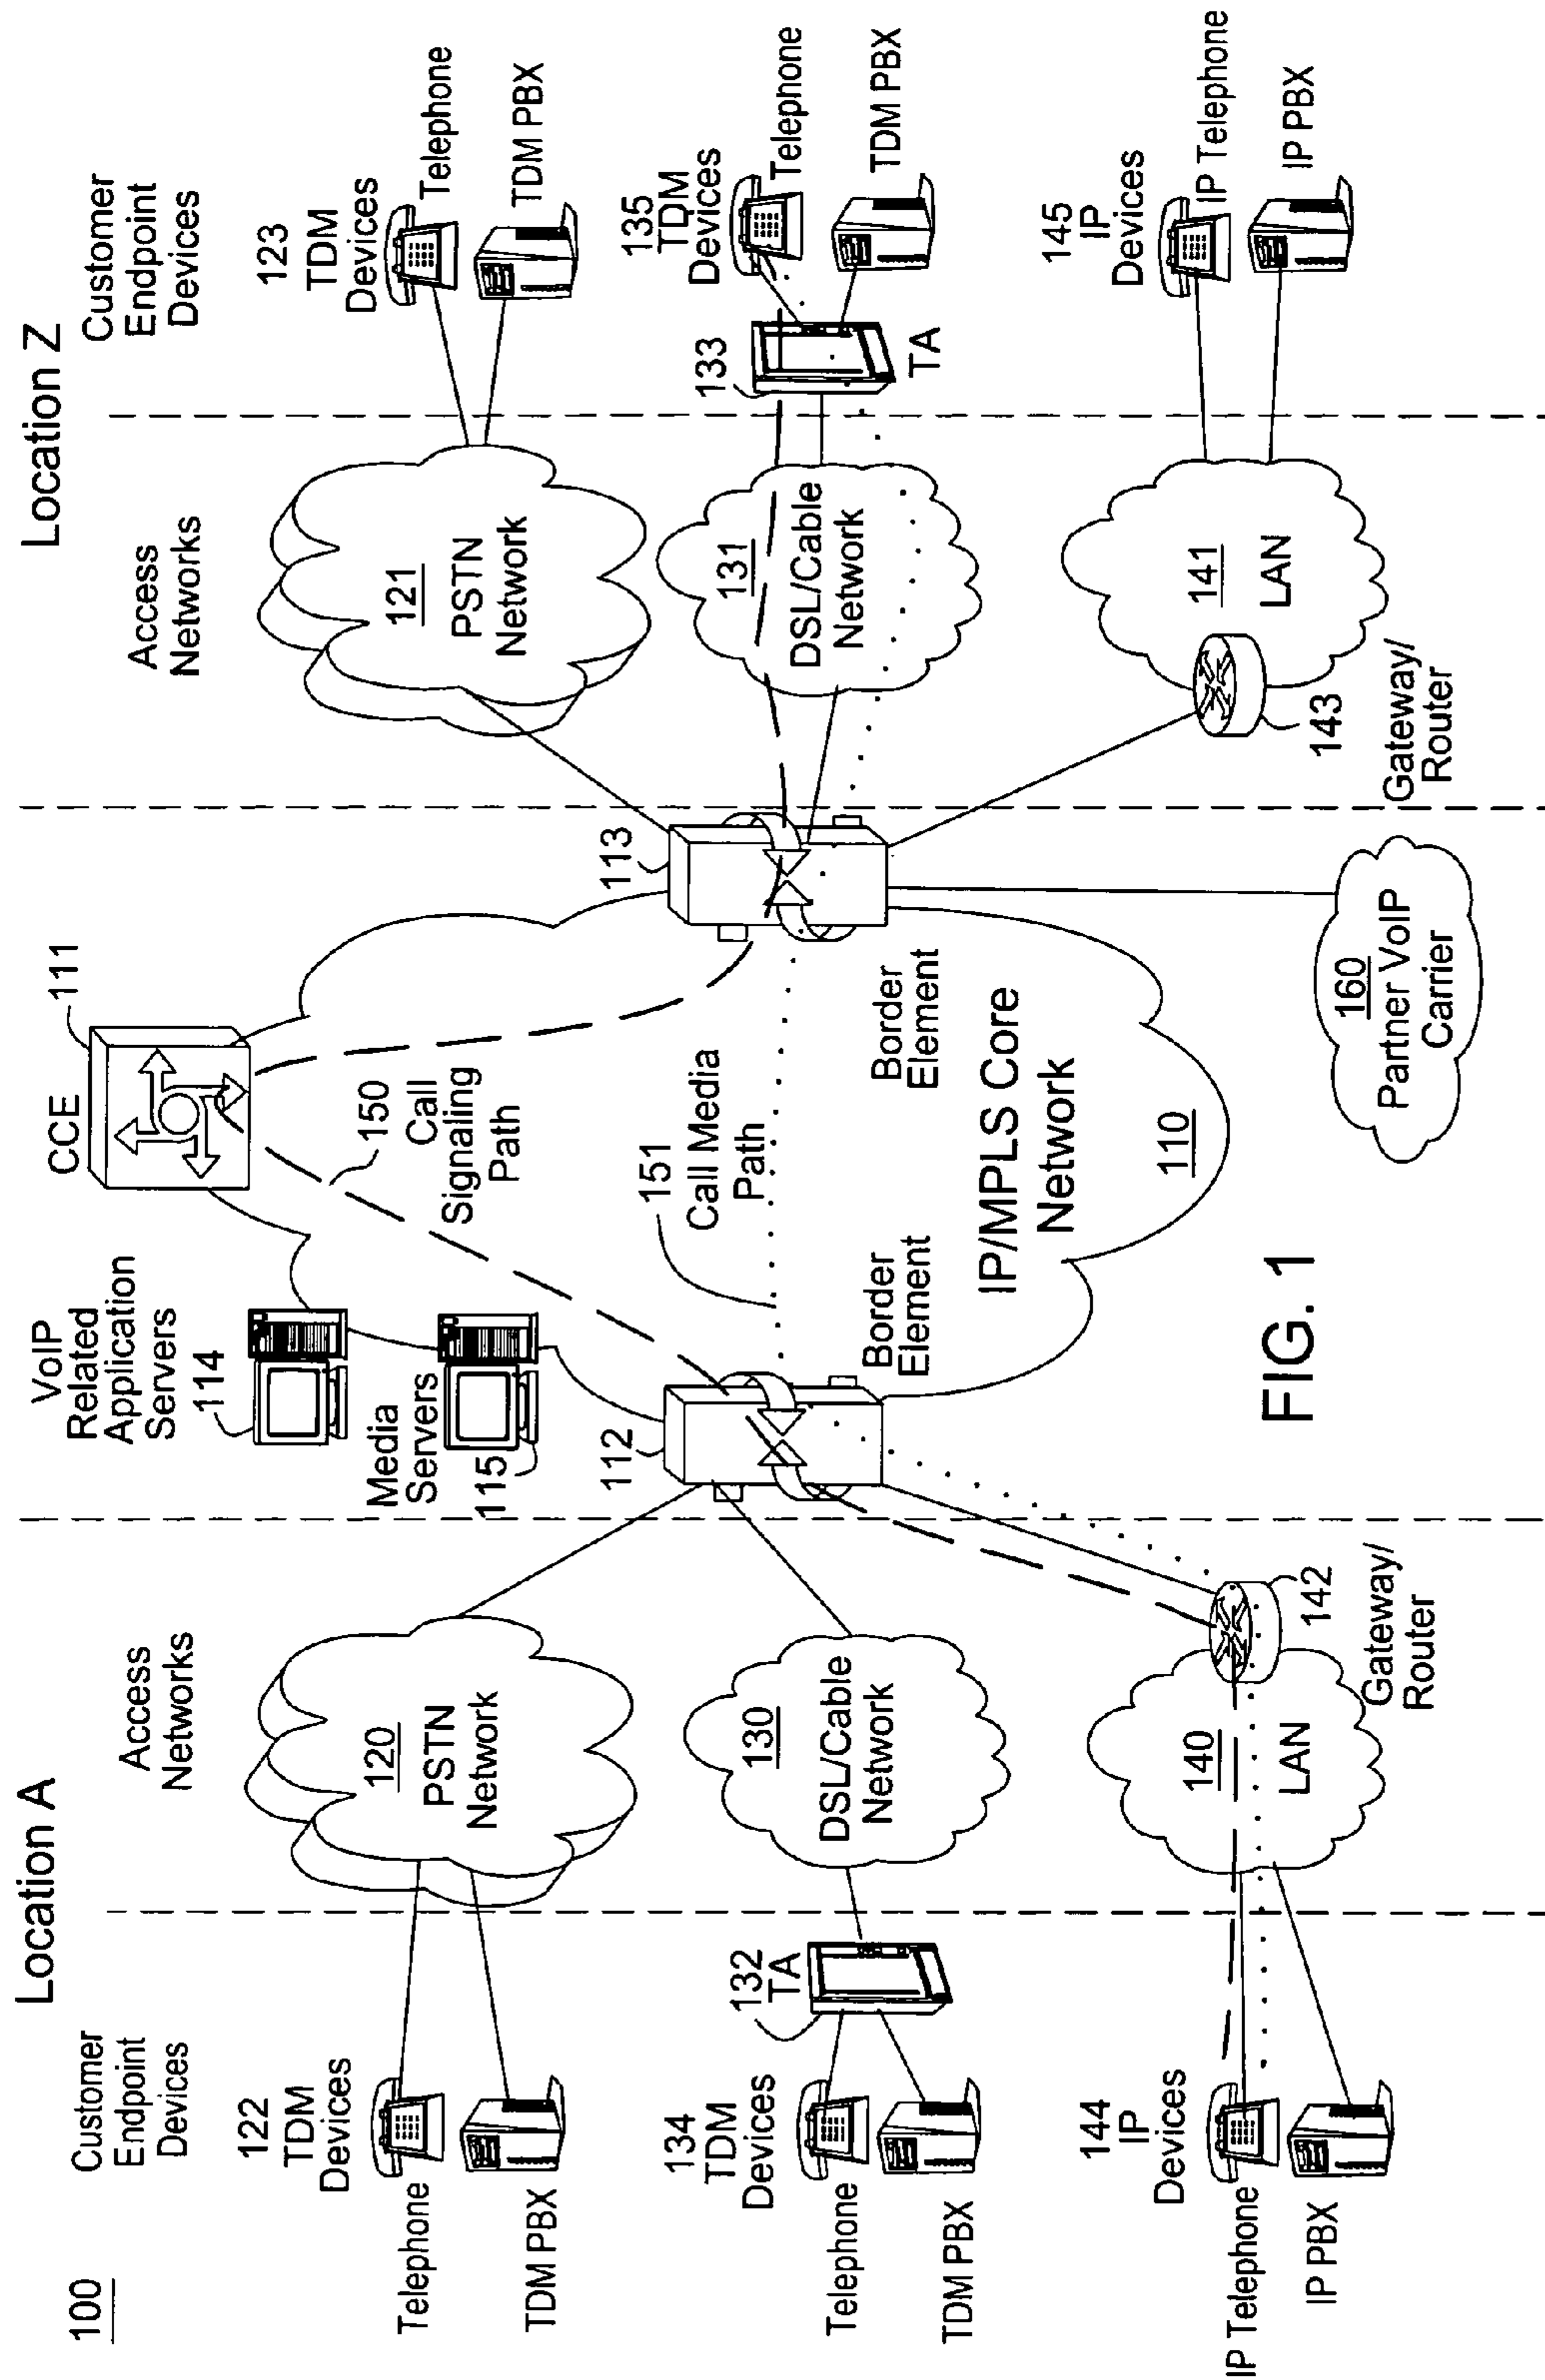 100
Location A
Location Z
Customer
Endpoint
Devices
Access
Networks
VoIP
Related
Application
Servers
114
Media
Servers
115
CCE
111
Access
Networks
Customer
Endpoint
Devices
122
TDM
Devices
Telephone
TDM PBX
120
PSTN
Network
112
150
Call
Signaling
Path
151
Call Media
Path
113
121
PSTN
Network
123
TDM
Devices
Telephone
TDM PBX
134
TDM
Devices
Telephone
TDM PBX
132
TA
130
DSL/Cable
Network
Border
Element
Border
Element
IP/MPLS Core
Network
110
131
DSL/Cable
Network
133
TA
135
TDM
Devices
Telephone
TDM PBX
144
IP
Devices
IP Telephone
IP PBX
140
LAN
142
Gateway/
Router
160
Partner VoIP
Carrier
141
LAN
143
Gateway/
Router
145
IP
Devices
IP Telephone
IP PBX
FIG. 1